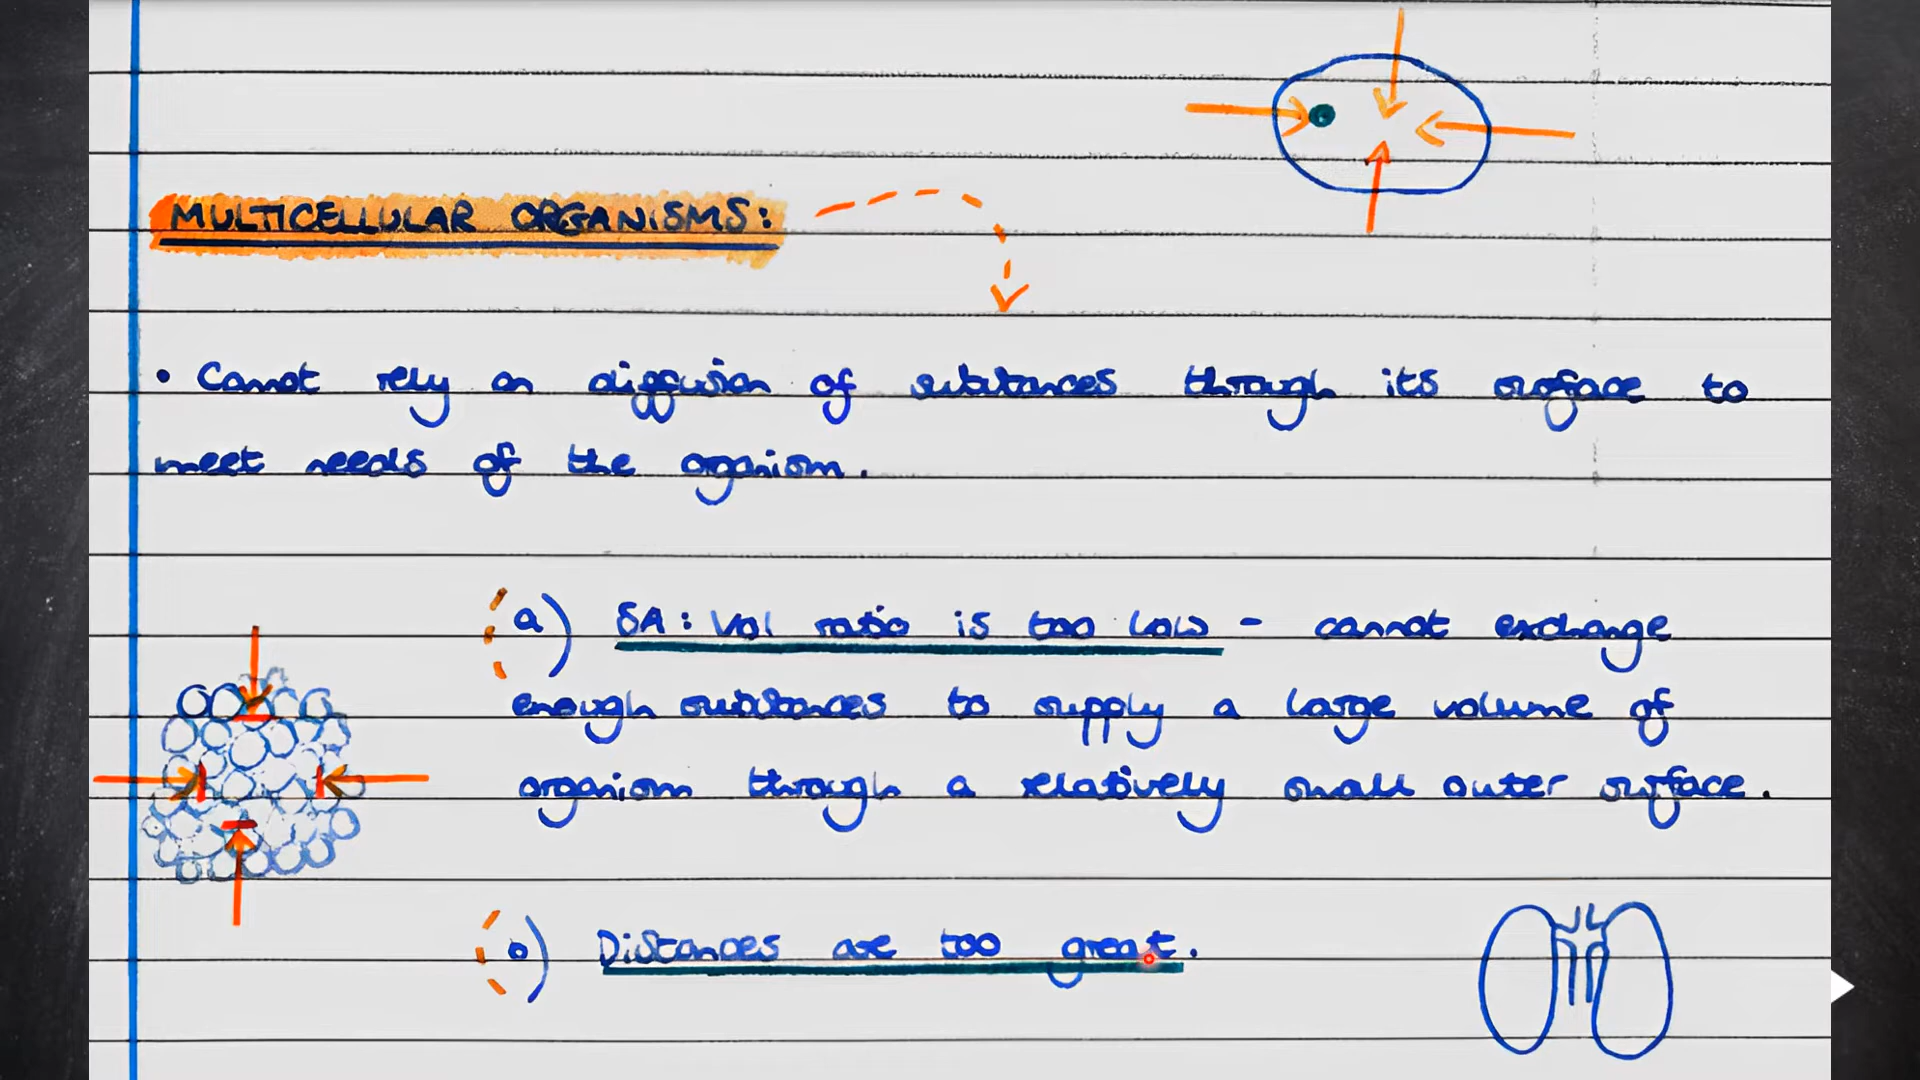 MULTICELLULAR ORGANISMS:
• Cannot rely on diffusion of substances through its surface to
meet needs of the organism.
a) SA: Vol ratio is too low - cannot exchange
enough substances to supply a large volume of
organism through a relatively small outer surface.
b) Distances are too great.